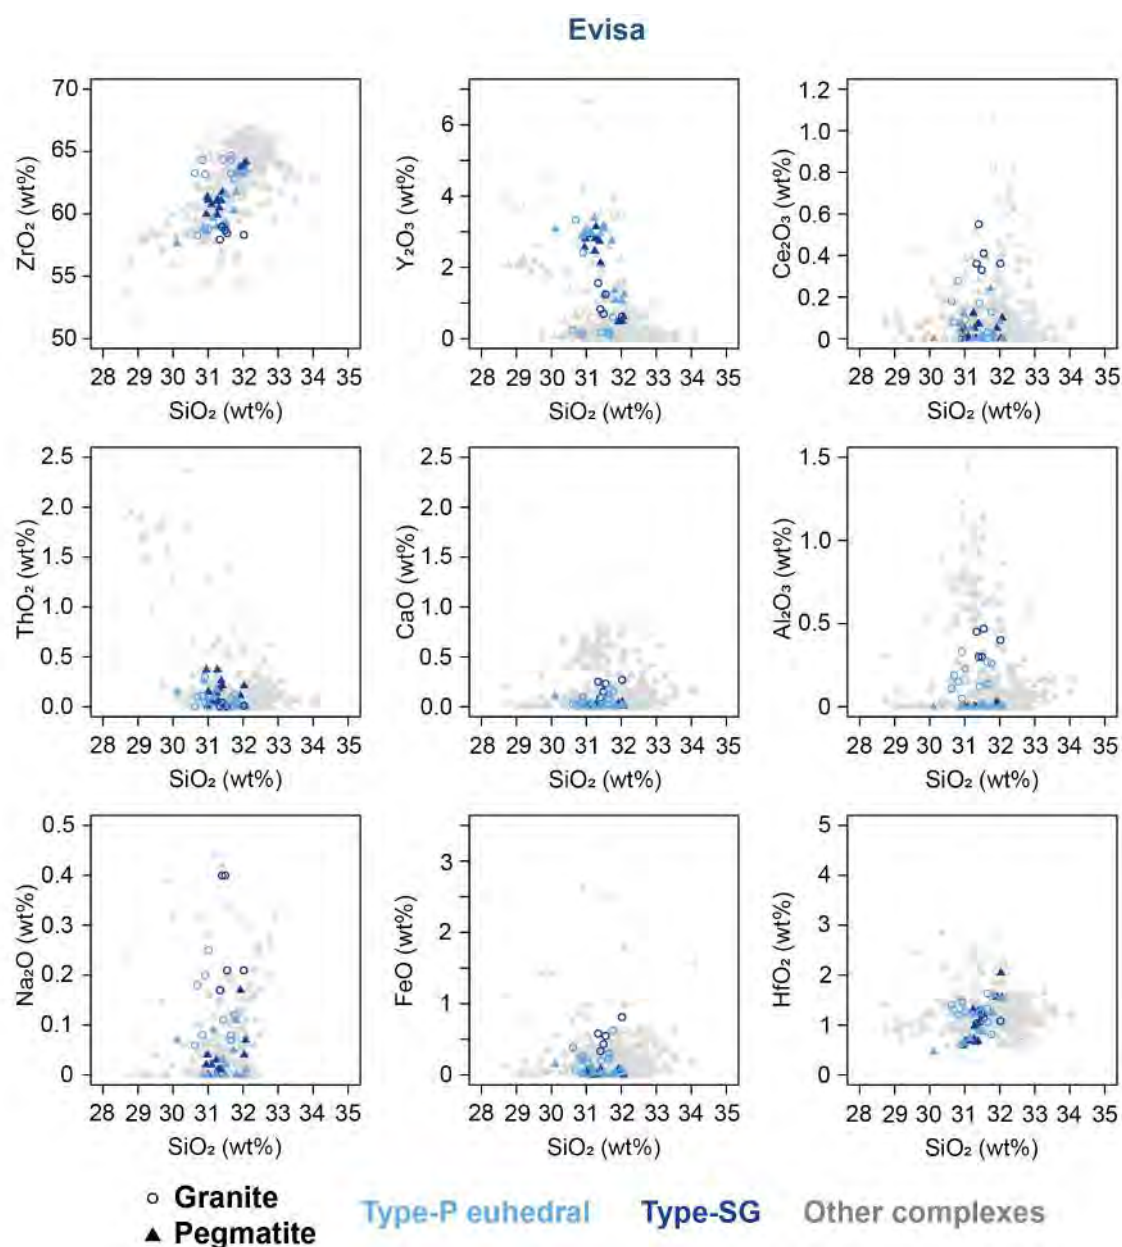 Evisa
70
65
60
55
50
ZrO₂ (wt%)
28 29 30 31 32 33 34 35
SiO₂ (wt%)
6
4
2
0
Y₂O₃ (wt%)
28 29 30 31 32 33 34 35
SiO₂ (wt%)
1.2
1.0
0.8
0.6
0.4
0.2
0
Ce₂O₃ (wt%)
28 29 30 31 32 33 34 35
SiO₂ (wt%)
2.5
2.0
1.5
1.0
0.5
0.0
ThO₂ (wt%)
28 29 30 31 32 33 34 35
SiO₂ (wt%)
2.5
2.0
1.5
1.0
0.5
0.0
CaO (wt%)
28 29 30 31 32 33 34 35
SiO₂ (wt%)
1.5
1.0
0.5
0
Al₂O₃ (wt%)
28 29 30 31 32 33 34 35
SiO₂ (wt%)
0.5
0.4
0.3
0.2
0.1
0
Na₂O (wt%)
28 29 30 31 32 33 34 35
SiO₂ (wt%)
3
2
1
0
FeO (wt%)
28 29 30 31 32 33 34 35
SiO₂ (wt%)
5
4
3
2
1
0
HfO₂ (wt%)
28 29 30 31 32 33 34 35
SiO₂ (wt%)
Granite
Pegmatite
Type-P euhedral
Type-SG
Other complexes